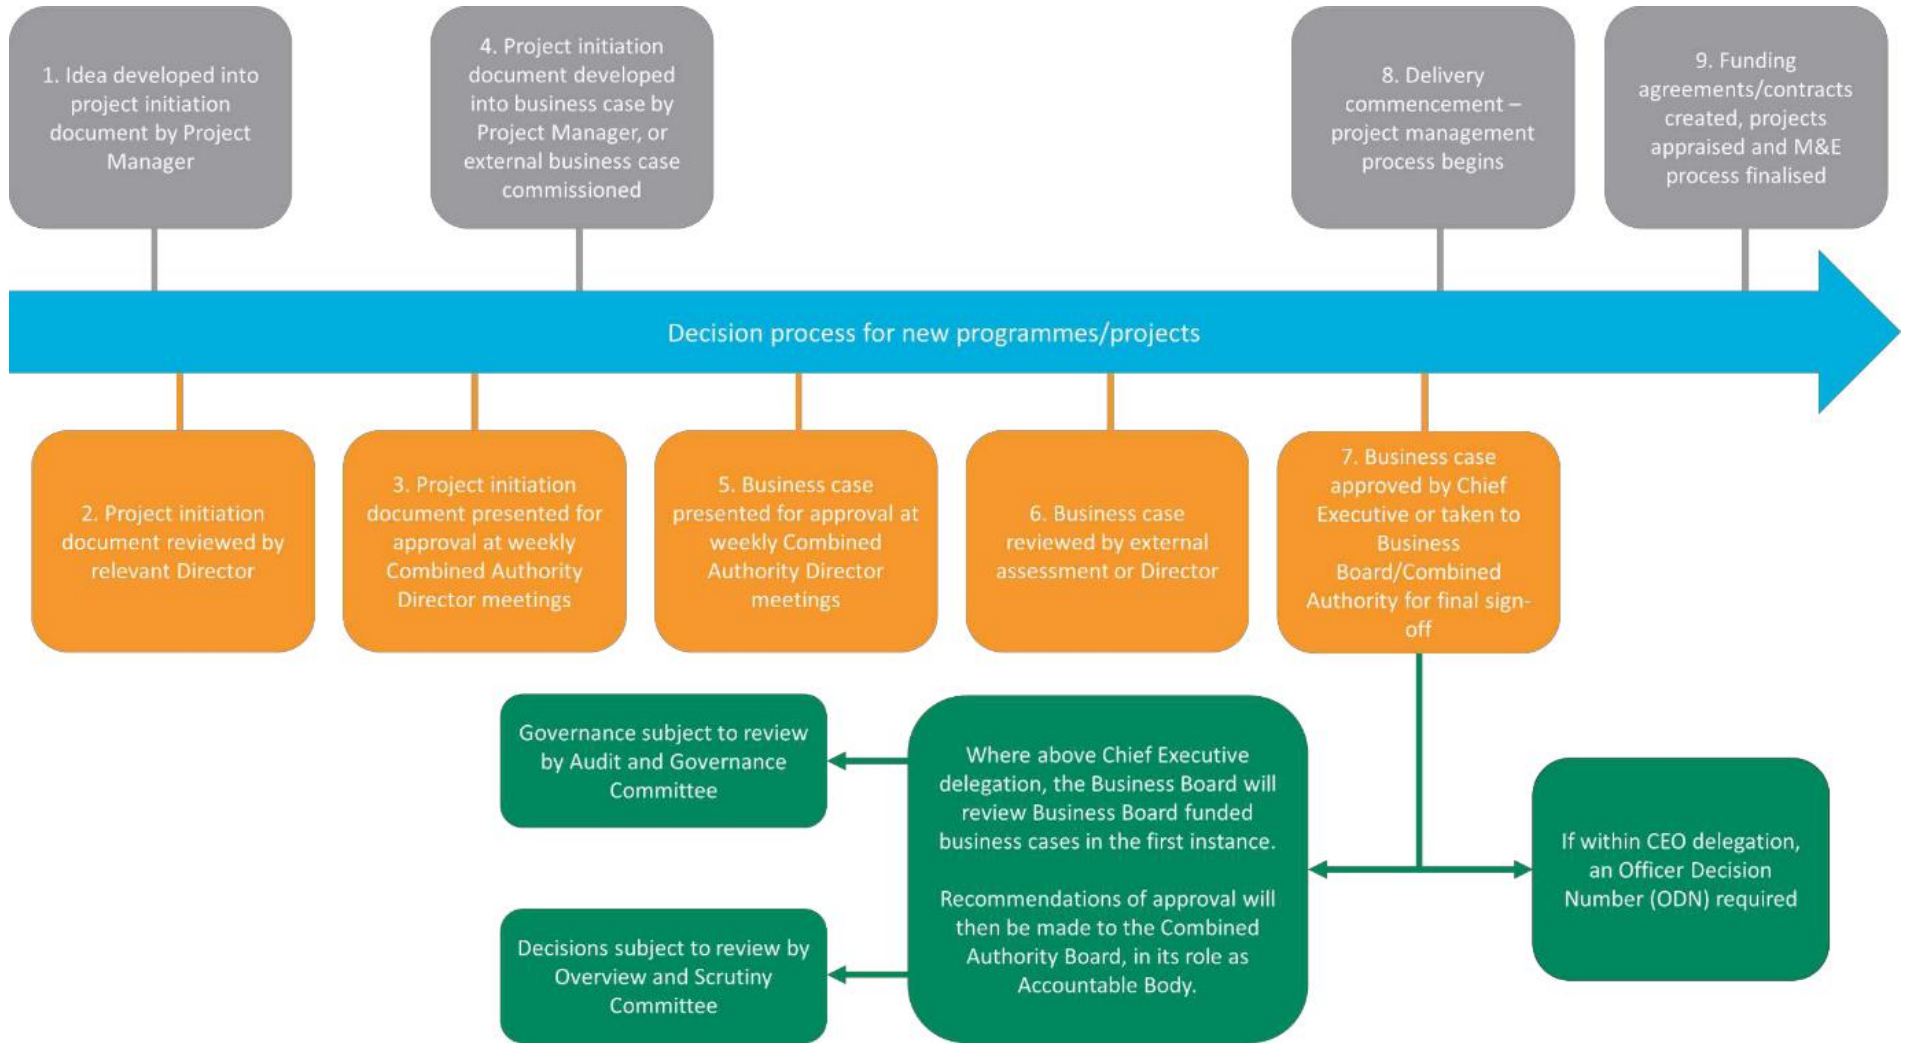 1. Idea developed into
project initiation
document by Project
Manager
4. Project initiation
document developed
into business case by
Project Manager, or
external business case
commissioned
8. Delivery
commencement –
project management
process begins
9. Funding
agreements/contracts
created, projects
appraised and M&E
process finalised
Decision process for new programmes/projects
2. Project initiation
document reviewed by
relevant Director
3. Project initiation
document presented for
approval at weekly
Combined Authority
Director meetings
5. Business case
presented for approval at
weekly Combined
Authority Director
meetings
6. Business case
reviewed by external
assessment or Director
7. Business case
approved by Chief
Executive or taken to
Business
Board/Combined
Authority for final sign-
off
Governance subject to review
by Audit and Governance
Committee
Decisions subject to review by
Overview and Scrutiny
Committee
Where above Chief Executive
delegation, the Business Board will
review Business Board funded
business cases in the first instance.
Recommendations of approval will
then be made to the Combined
Authority Board, in its role as
Accountable Body.
If within CEO delegation,
an Officer Decision
Number (ODN) required